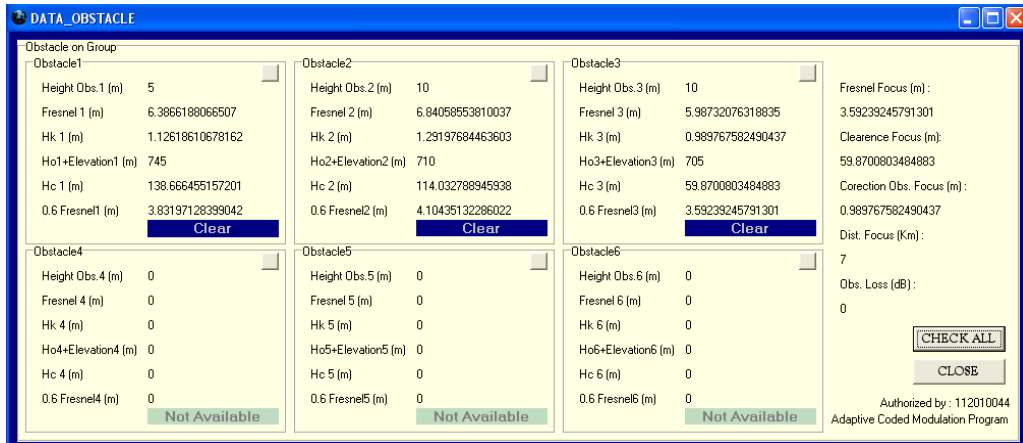 DATA_OBSTACLE
Obstacle on Group
Obstacle1
Height Obs.1 (m) 5
Fresnel 1 (m) 6.3866188066507
Hk 1 (m) 1.12618610678162
Ho1+Elevation1 (m) 745
Hc 1 (m) 138.666455157201
0.6 Fresnel1 (m) 3.83197128399042
Clear
Obstacle2
Height Obs.2 (m) 10
Fresnel 2 (m) 6.84058553810037
Hk 2 (m) 1.29197684463603
Ho2+Elevation2 (m) 710
Hc 2 (m) 114.032788945938
0.6 Fresnel2 (m) 4.10435132286022
Clear
Obstacle3
Height Obs.3 (m) 10
Fresnel 3 (m) 5.98732076318835
Hk 3 (m) 0.989767582490437
Ho3+Elevation3 (m) 705
Hc 3 (m) 59.8700803484883
0.6 Fresnel3 (m) 3.59239245791301
Clear
Obstacle4
Height Obs.4 (m) 0
Fresnel 4 (m) 0
Hk 4 (m) 0
Ho4+Elevation4 (m) 0
Hc 4 (m) 0
0.6 Fresnel4 (m) 0
Not Available
Obstacle5
Height Obs.5 (m) 0
Fresnel 5 (m) 0
Hk 5 (m) 0
Ho5+Elevation5 (m) 0
Hc 5 (m) 0
0.6 Fresnel5 (m) 0
Not Available
Obstacle6
Height Obs.6 (m) 0
Fresnel 6 (m) 0
Hk 6 (m) 0
Ho6+Elevation6 (m) 0
Hc 6 (m) 0
0.6 Fresnel6 (m) 0
Not Available
Fresnel Focus (m) :
3.59239245791301
Clearence Focus (m):
59.8700803484883
Corection Obs. Focus (m) :
0.989767582490437
Dist. Focus (Km) :
7
Obs. Loss (dB) :
0
CHECK ALL
CLOSE
Authorized by : 112010044
Adaptive Coded Modulation Program